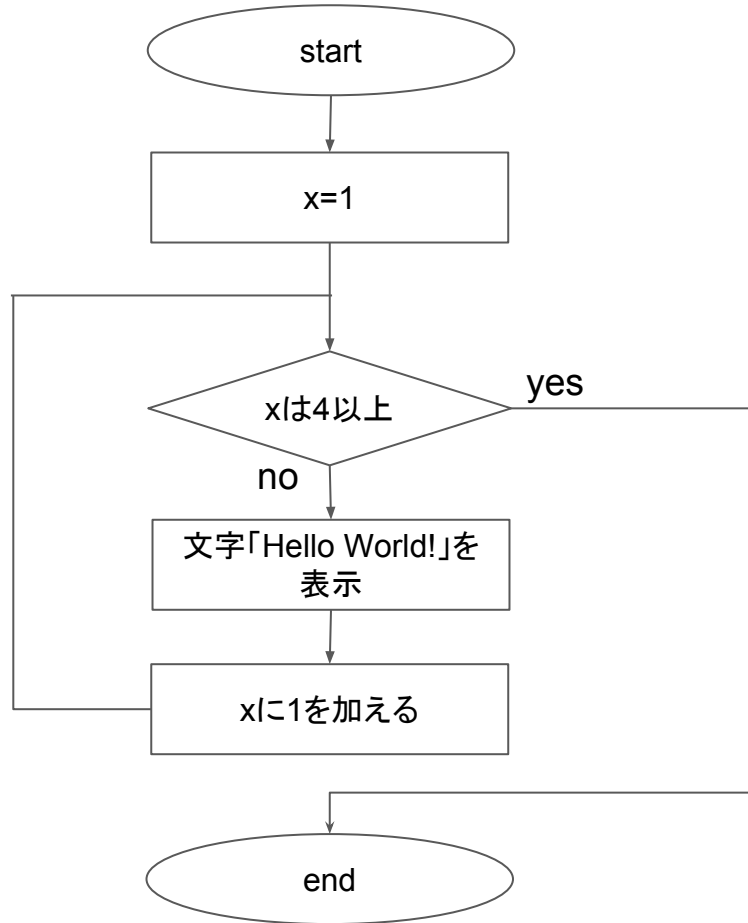 start
x=1
xは4以上
yes
no
文字「Hello World!」を
表示
xに1を加える
end